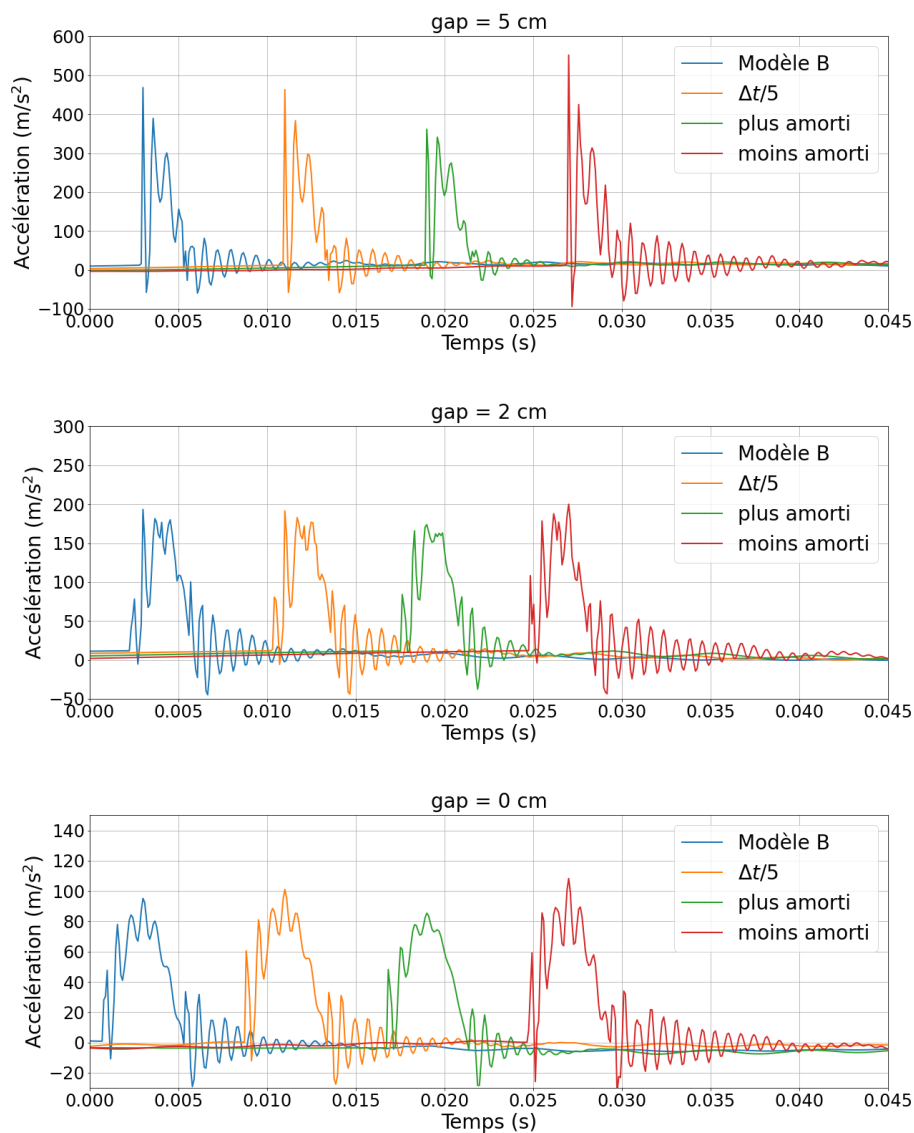 gap = 5 cm
Accélération (m/s²)
600
500
400
300
200
100
0
−100
Modèle B
Δt/5
plus amorti
moins amorti
0.000 0.005 0.010 0.015 0.020 0.025 0.030 0.035 0.040 0.045
Temps (s)
gap = 2 cm
Accélération (m/s²)
300
250
200
150
100
50
0
−50
Modèle B
Δt/5
plus amorti
moins amorti
0.000 0.005 0.010 0.015 0.020 0.025 0.030 0.035 0.040 0.045
Temps (s)
gap = 0 cm
Accélération (m/s²)
140
120
100
80
60
40
20
0
−20
Modèle B
Δt/5
plus amorti
moins amorti
0.000 0.005 0.010 0.015 0.020 0.025 0.030 0.035 0.040 0.045
Temps (s)